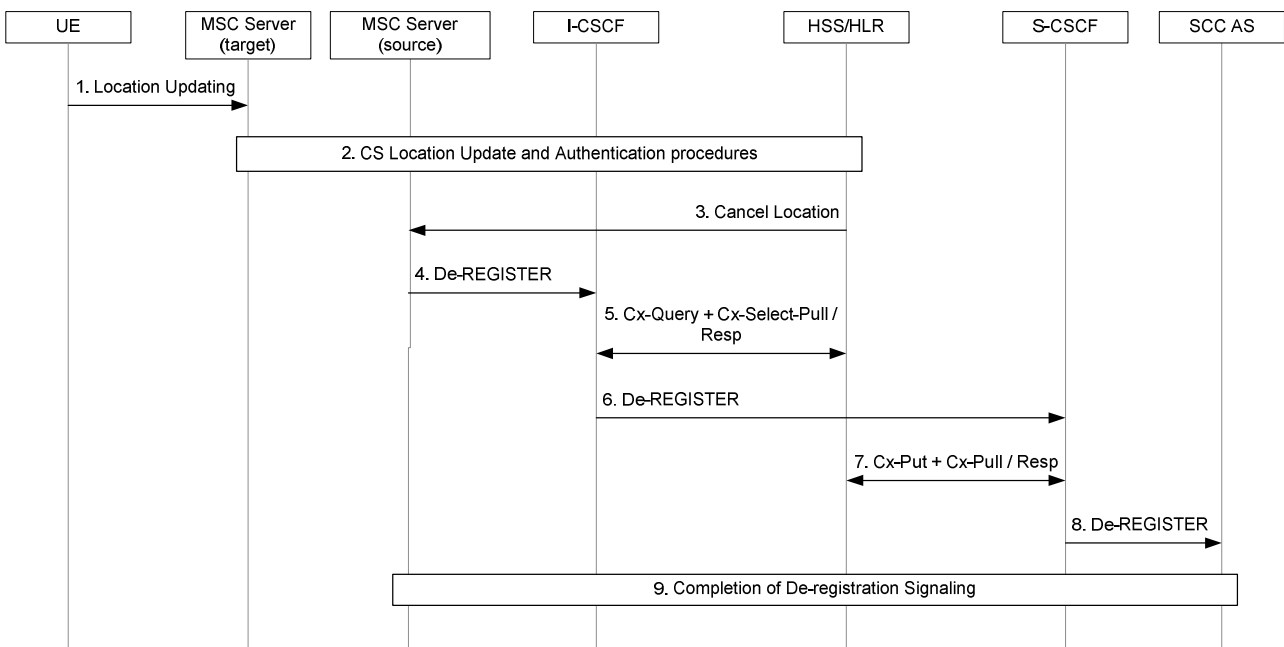 UE
MSC Server
(target)
MSC Server
(source)
I-CSCF
HSS/HLR
S-CSCF
SCC AS
1. Location Updating
2. CS Location Update and Authentication procedures
3. Cancel Location
4. De-REGISTER
5. Cx-Query + Cx-Select-Pull /
Resp
6. De-REGISTER
7. Cx-Put + Cx-Pull / Resp
8. De-REGISTER
9. Completion of De-registration Signaling